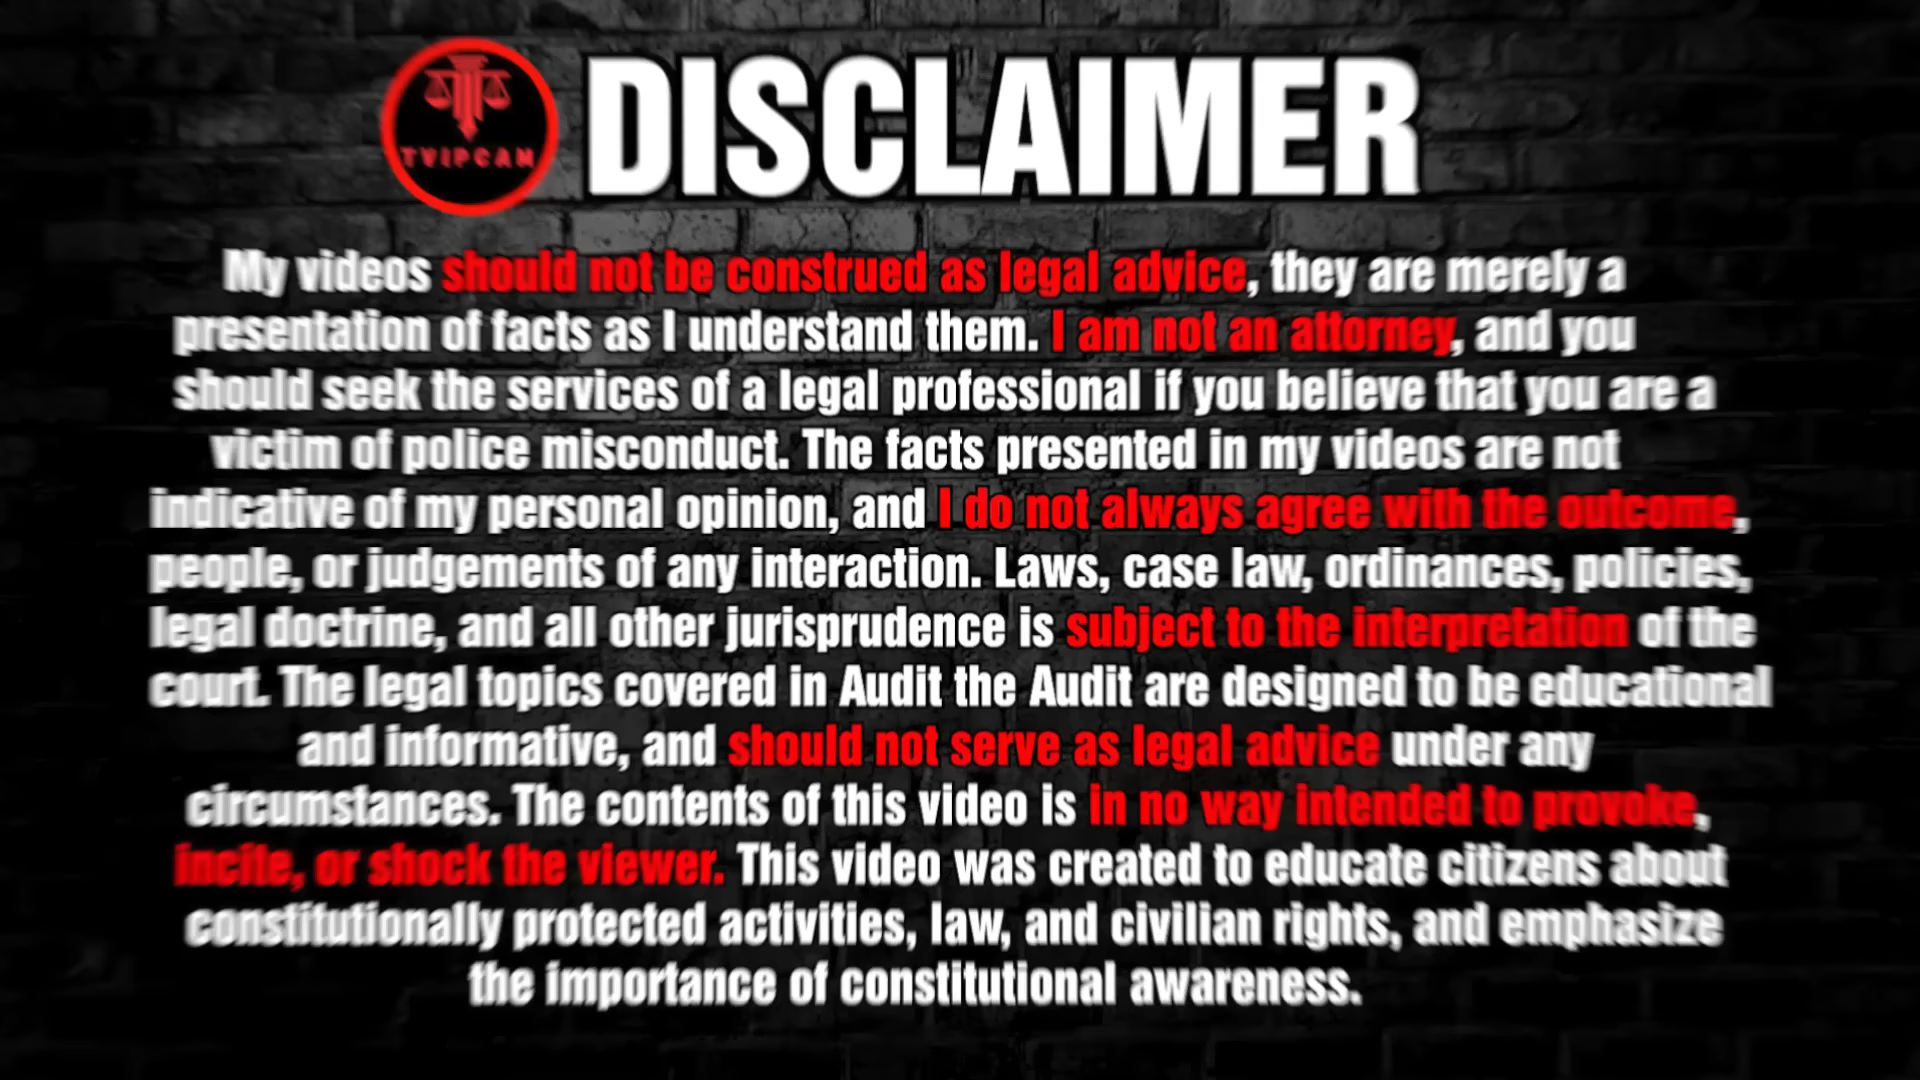 TVIPCAM
DISCLAIMER
My videos should not be construed as legal advice, they are merely a
presentation of facts as I understand them. I am not an attorney, and you
should seek the services of a legal professional if you believe that you are a
victim of police misconduct. The facts presented in my videos are not
indicative of my personal opinion, and I do not always agree with the outcome,
people, or judgements of any interaction. Laws, case law, ordinances, policies,
legal doctrine, and all other jurisprudence is subject to the interpretation of the
court. The legal topics covered in Audit the Audit are designed to be educational
and informative, and should not serve as legal advice under any
circumstances. The contents of this video is in no way intended to provoke,
incite, or shock the viewer. This video was created to educate citizens about
constitutionally protected activities, law, and civilian rights, and emphasize
the importance of constitutional awareness.